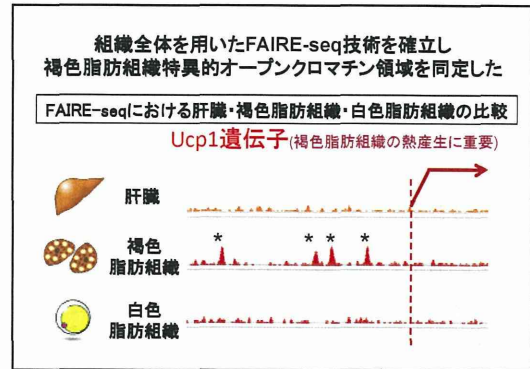 組織全体を用いたFAIRE-seq技術を確立し
褐色脂肪組織特異的オープンクロマチン領域を同定した
FAIRE-seqにおける肝臓・褐色脂肪組織・白色脂肪組織の比較
Ucp1遺伝子(褐色脂肪組織の熱産生に重要)
肝臓
* * * *
褐色
脂肪組織
白色
脂肪組織